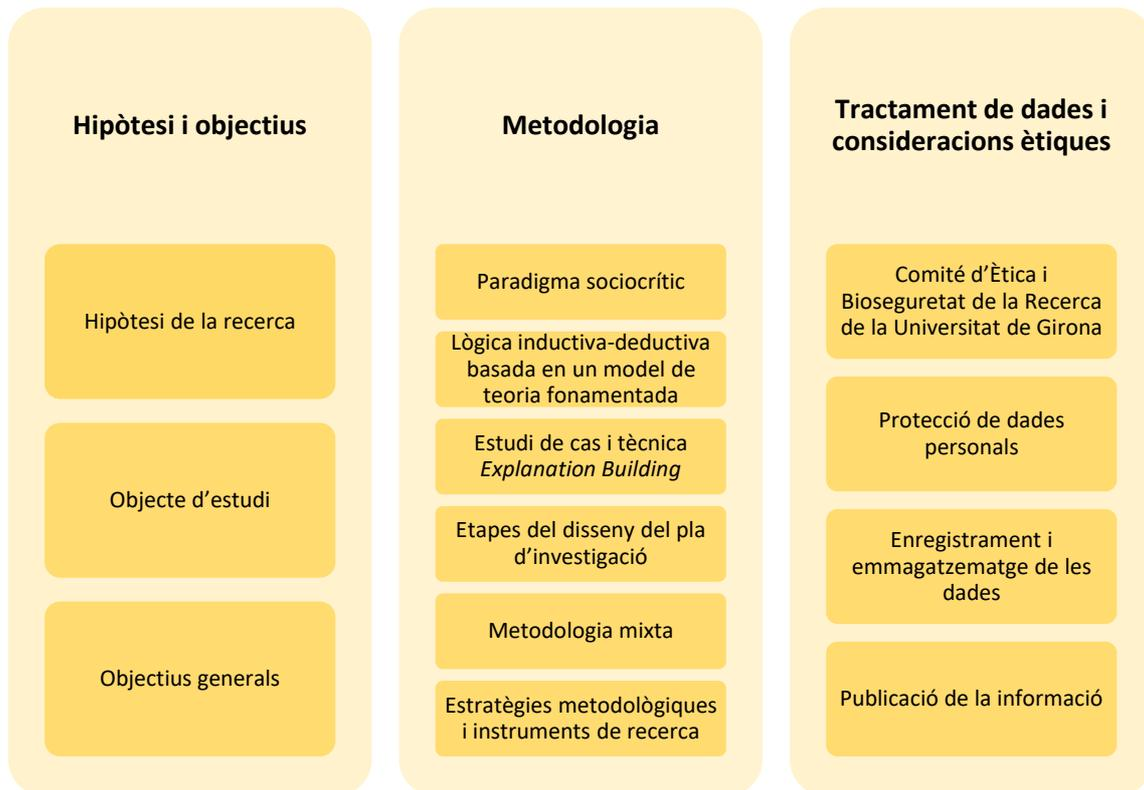 Hipòtesi i objectius
Hipòtesi de la recerca
Objecte d’estudi
Objectius generals
Metodologia
Paradigma sociocrític
Lògica inductiva-deductiva
basada en un model de
teoria fonamentada
Estudi de cas i tècnica
Explanation Building
Etapes del disseny del pla
d’investigació
Metodologia mixta
Estratègies metodològiques
i instruments de recerca
Tractament de dades i
consideracions ètiques
Comité d’Ètica i
Bioseguretat de la Recerca
de la Universitat de Girona
Protecció de dades
personals
Enregistrament i
emmagatzematge de les
dades
Publicació de la informació